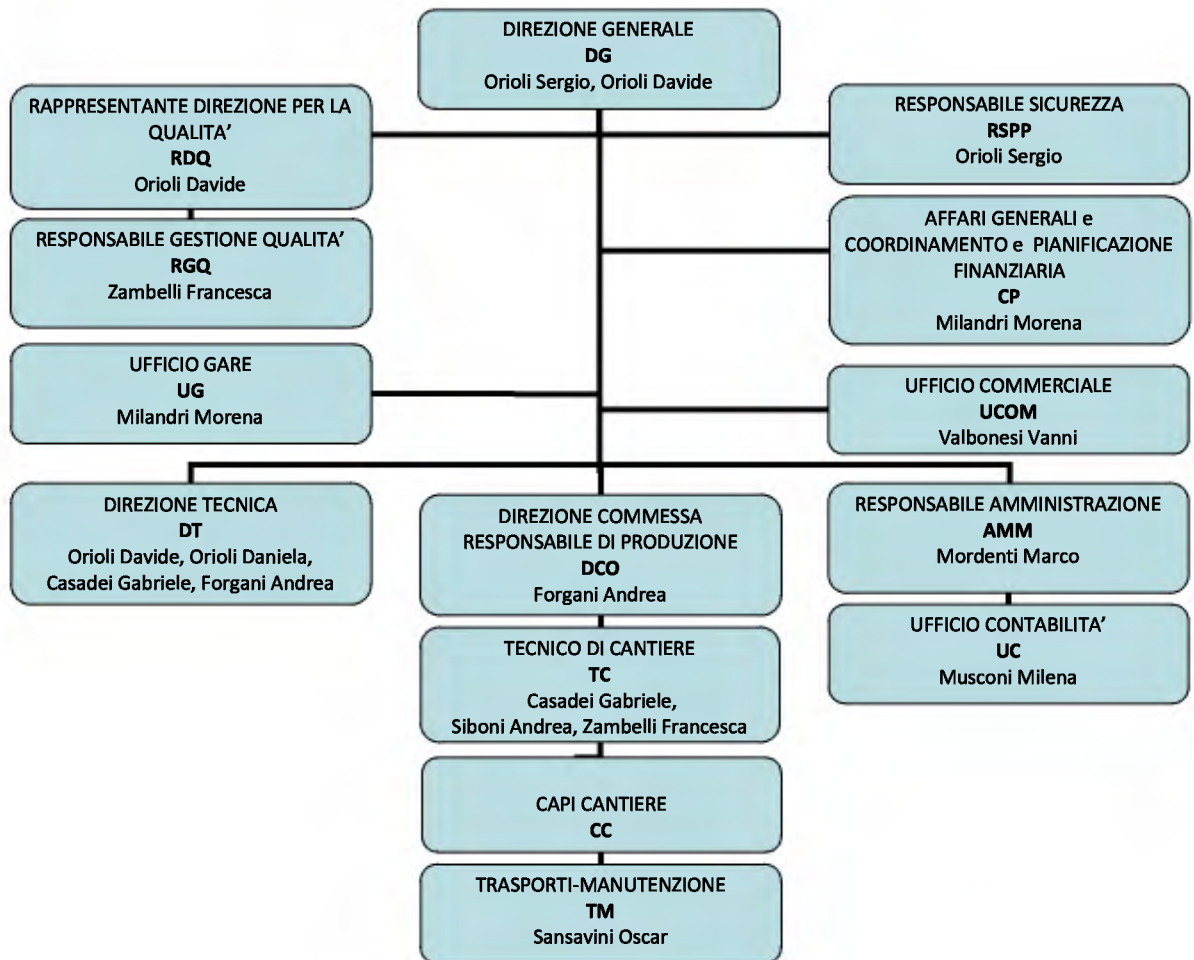 DIREZIONE GENERALE
DG
Orioli Sergio, Orioli Davide
RAPPRESENTANTE DIREZIONE PER LA
QUALITA’
RDQ
Orioli Davide
RESPONSABILE SICUREZZA
RSPP
Orioli Sergio
RESPONSABILE GESTIONE QUALITA’
RGQ
Zambelli Francesca
AFFARI GENERALI e
COORDINAMENTO e PIANIFICAZIONE
FINANZIARIA
CP
Milandri Morena
UFFICIO GARE
UG
Milandri Morena
UFFICIO COMMERCIALE
UCOM
Valbonesi Vanni
DIREZIONE TECNICA
DT
Orioli Davide, Orioli Daniela,
Casadei Gabriele, Forgani Andrea
DIREZIONE COMMESSA
RESPONSABILE DI PRODUZIONE
DCO
Forgani Andrea
RESPONSABILE AMMINISTRAZIONE
AMM
Mordenti Marco
UFFICIO CONTABILITA’
UC
Musconi Milena
TECNICO DI CANTIERE
TC
Casadei Gabriele,
Siboni Andrea, Zambelli Francesca
CAPI CANTIERE
CC
TRASPORTI-MANUTENZIONE
TM
Sansavini Oscar